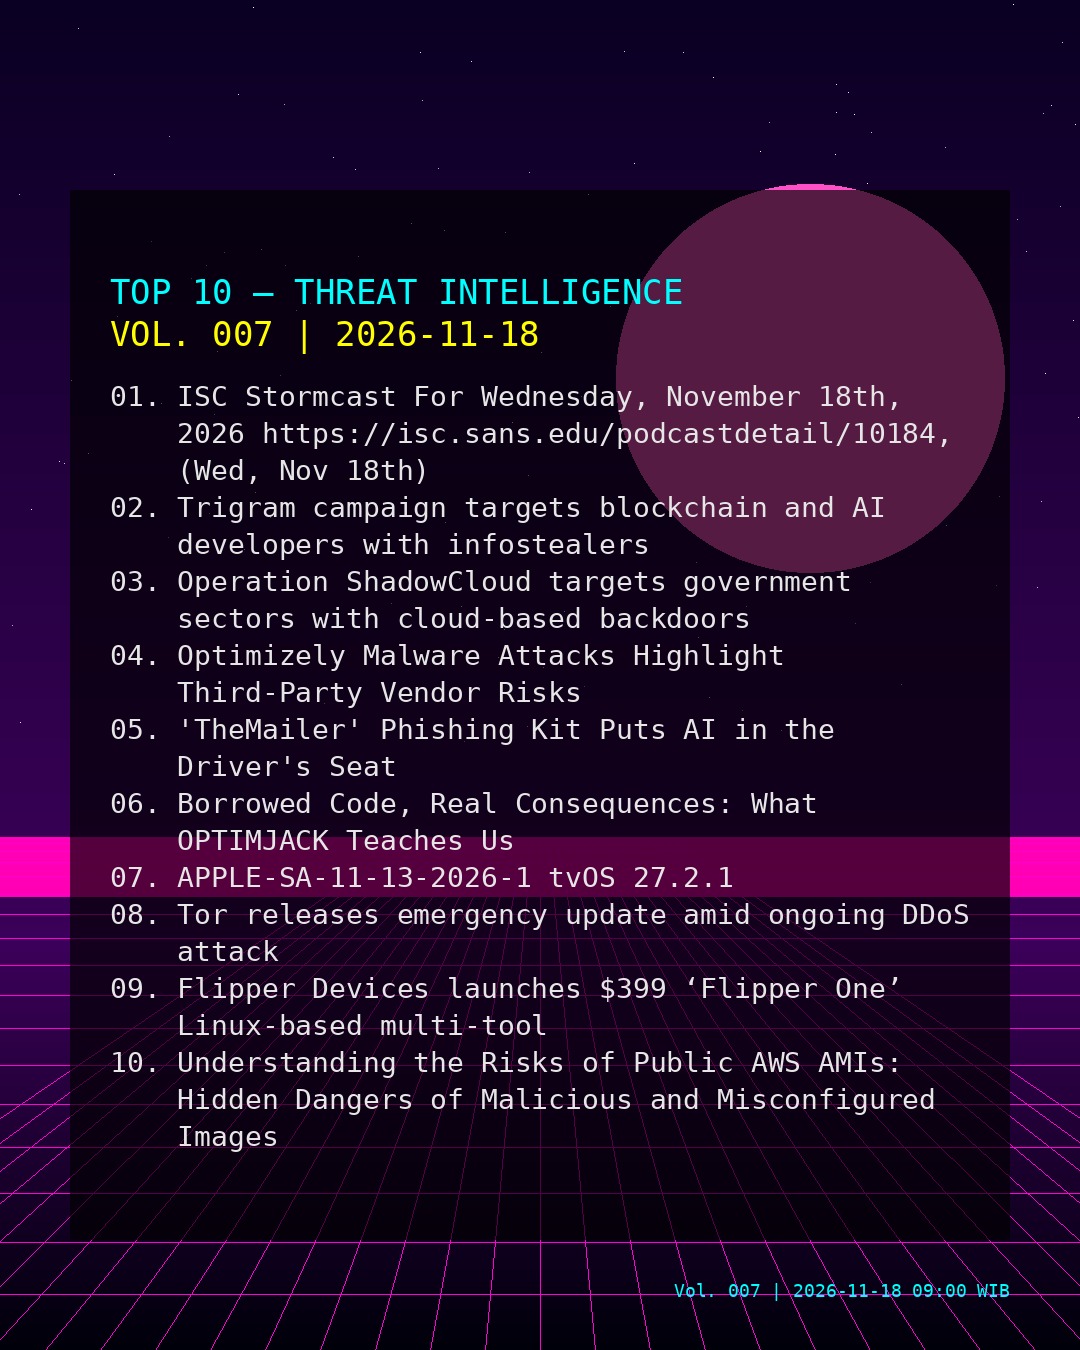 TOP 10 — THREAT INTELLIGENCE
VOL. 007 | 2026-11-18
01. ISC Stormcast For Wednesday, November 18th,
2026 https://isc.sans.edu/podcastdetail/10184,
(Wed, Nov 18th)
02. Trigram campaign targets blockchain and AI
developers with infostealers
03. Operation ShadowCloud targets government
sectors with cloud-based backdoors
04. Optimizely Malware Attacks Highlight
Third-Party Vendor Risks
05. 'TheMailer' Phishing Kit Puts AI in the
Driver's Seat
06. Borrowed Code, Real Consequences: What
OPTIMJACK Teaches Us
07. APPLE-SA-11-13-2026-1 tvOS 27.2.1
08. Tor releases emergency update amid ongoing DDoS
attack
09. Flipper Devices launches $399 ‘Flipper One’
Linux-based multi-tool
10. Understanding the Risks of Public AWS AMIs:
Hidden Dangers of Malicious and Misconfigured
Images
Vol. 007 | 2026-11-18 09:00 WIB